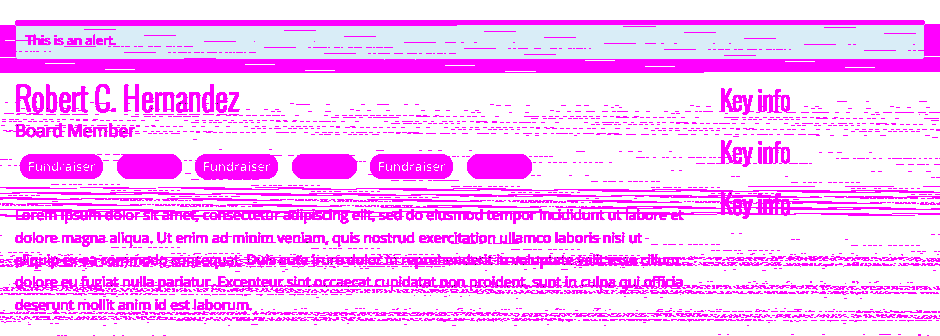 This is an alert.
Robert C. Hernandez
Board Member
Fundraiser Fundraiser Fundraiser
Lorem ipsum dolor sit amet, consectetur adipiscing elit, sed do eiusmod tempor incididunt ut labore et
dolore magna aliqua. Ut enim ad minim veniam, quis nostrud exercitation ullamco laboris nisi ut
aliquip ex ea commodo consequat. Duis aute irure dolor in reprehenderit in voluptate velit esse cillum
dolore eu fugiat nulla pariatur. Excepteur sint occaecat cupidatat non proident, sunt in culpa qui officia
deserunt mollit anim id est laborum.
Key info
Key info
Key info